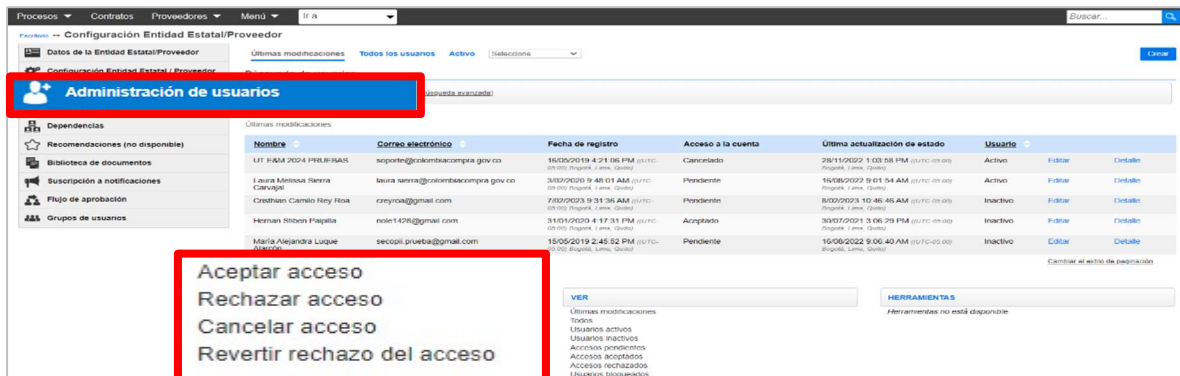 Procesos Contratos Proveedores Menú Ir a Buscar...
Escritorio → Configuración Entidad Estatal/Proveedor
Datos de la Entidad Estatal/Proveedor
Últimas modificaciones Todos los usuarios Activo Seleccione Crear
Configuración Entidad Estatal / Proveedor
Administración de usuarios
búsqueda avanzada)
Dependencias
Recomendaciones (no disponible)
Biblioteca de documentos
Suscripción a notificaciones
Flujo de aprobación
Grupos de usuarios
Últimas modificaciones
Nombre Correo electrónico Fecha de registro Acceso a la cuenta Última actualización de estado Usuario
UT E&M 2024 PRUEBAS soporte@colombiacompra.gov.co 16/05/2019 4:21:06 PM (UTC- Cancelado 28/11/2022 1:03:58 PM (UTC-05:00) Activo Editar Detalle
05:00) Bogotá, Lima, Quito) Bogotá, Lima, Quito)
Laura Melissa Sierra laura.sierra@colombiacompra.gov.co 3/02/2020 9:48:01 AM (UTC- Pendiente 16/08/2022 9:01:54 AM (UTC-05:00) Activo Editar Detalle
Carvajal 05:00) Bogotá, Lima, Quito) Bogotá, Lima, Quito)
Cristhian Camilo Rey Roa creyroa@gmail.com 7/02/2023 9:31:36 AM (UTC- Pendiente 8/02/2023 10:46:46 AM (UTC-05:00) Inactivo Editar Detalle
05:00) Bogotá, Lima, Quito) Bogotá, Lima, Quito)
Hernan Stiben Paipilla nole1428@gmail.com 31/01/2020 4:17:31 PM (UTC- Aceptado 30/07/2021 3:06:29 PM (UTC-05:00) Inactivo Editar Detalle
05:00) Bogotá, Lima, Quito) Bogotá, Lima, Quito)
María Alejandra Luque secopii.prueba@gmail.com 15/05/2019 2:45:52 PM (UTC- Pendiente 16/08/2022 9:06:40 AM (UTC-05:00) Inactivo Editar Detalle
Alarcón 05:00) Bogotá, Lima, Quito) Bogotá, Lima, Quito)
Cambiar el estilo de paginación
Aceptar acceso
Rechazar acceso
Cancelar acceso
Revertir rechazo del acceso
VER
Últimas modificaciones
Todos
Usuarios activos
Usuarios inactivos
Accesos pendientes
Accesos aceptados
Accesos rechazados
Usuarios bloqueados
HERRAMIENTAS
Herramientas no está disponible